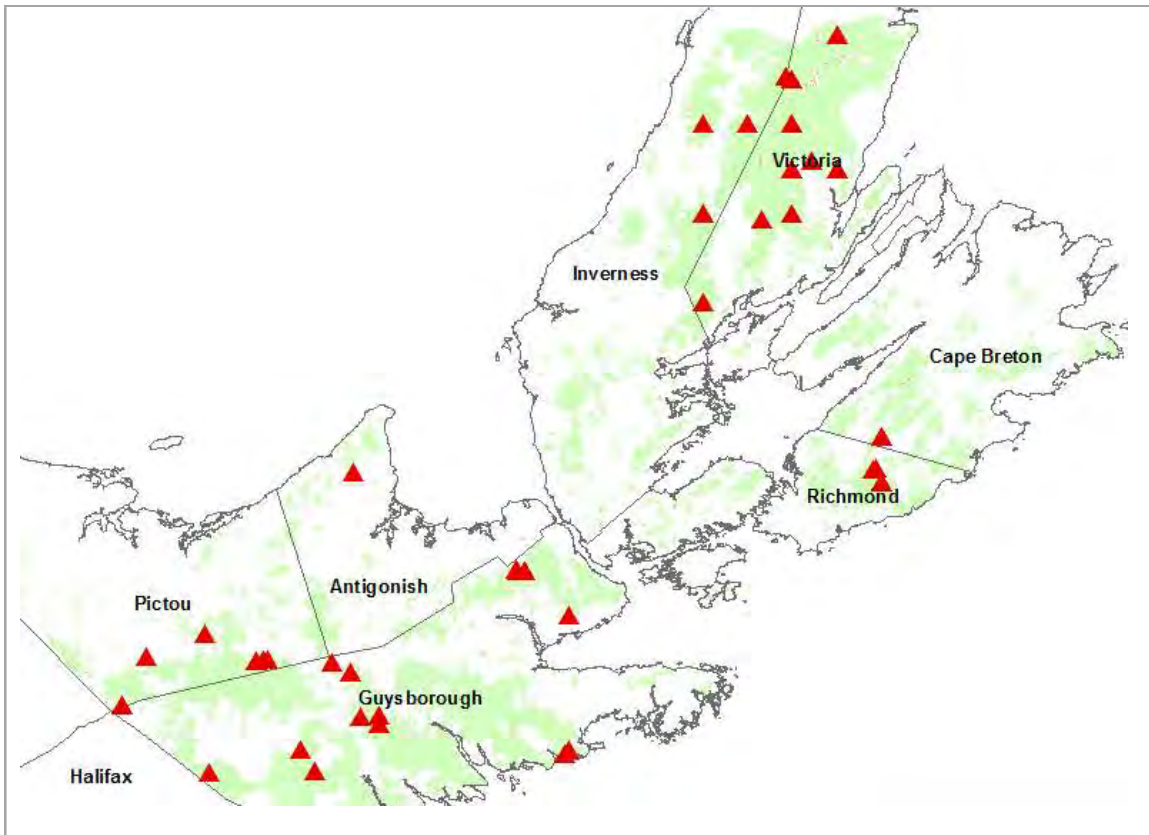 Victoria
Inverness
Cape Breton
Richmond
Antigonish
Pictou
Guysborough
Halifax